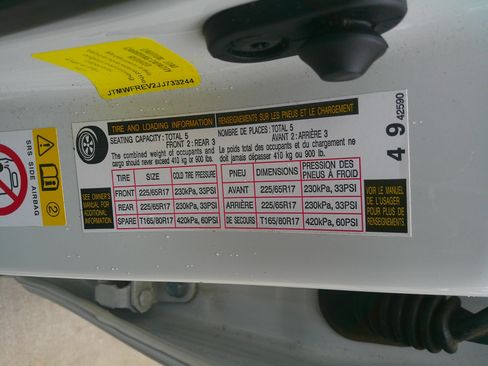 JTMWFREV2JJ733244
TIRE AND LOADING INFORMATION
SEATING CAPACITY:TOTAL 5
FRONT 2: REAR 3
The combined weight of occupants and
cargo should never exceed 410 kg or 900 lbs.
RENSEIGNEMENTS SUR LES PNEUS ET LE CHARGEMENT
NOMBRE DE PLACES:TOTAL 5
AVANT 2: ARRIÈRE 3
Le poids total des occupants et du chargement ne
doit jamais dépasser 410 kg ou 900 lb.
SEE OWNER'S
MANUAL FOR
ADDITIONAL
INFORMATION
TIRE SIZE COLD TIRE PRESSURE
FRONT 225/65R17 230kPa, 33PSI
REAR 225/65R17 230kPa, 33PSI
SPARE T165/80R17 420kPa, 60PSI
PNEU DIMENSIONS PRESSION DES
PNEUS À FROID
AVANT 225/65R17 230kPa, 33PSI
ARRIÈRE 225/65R17 230kPa, 33PSI
DE SECOURS T165/80R17 420kPa, 60PSI
VOIR LE MANUEL
DE L'USAGER
POUR PLUS DE
RENSEIGNEMENTS
4 9 42590
SRS SIDE AIRBAG
2